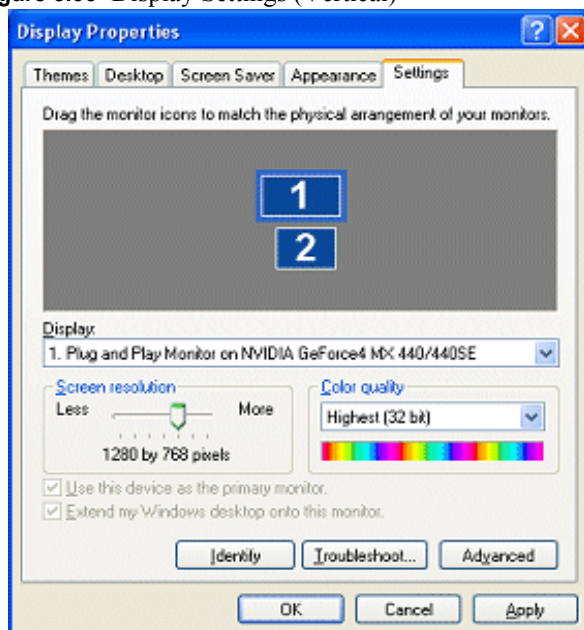 Display Settings (Vertical)
Display Properties
Themes Desktop Screen Saver Appearance Settings
Drag the monitor icons to match the physical arrangement of your monitors.
1
2
Display:
1. Plug and Play Monitor on NVIDIA GeForce4 MX 440/440SE
Screen resolution
Less More
1280 by 768 pixels
Color quality
Highest (32 bit)
Use this device as the primary monitor.
Extend my Windows desktop onto this monitor.
Identify Troubleshoot... Advanced
OK Cancel Apply